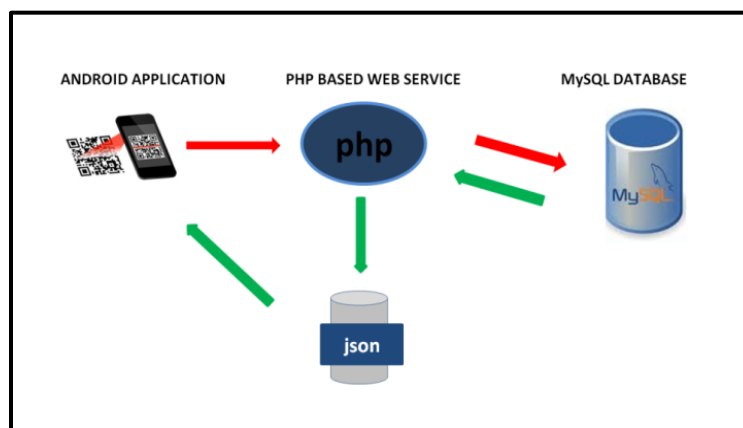 ANDROID APPLICATION
PHP BASED WEB SERVICE
MySQL DATABASE
php
MySQL
json